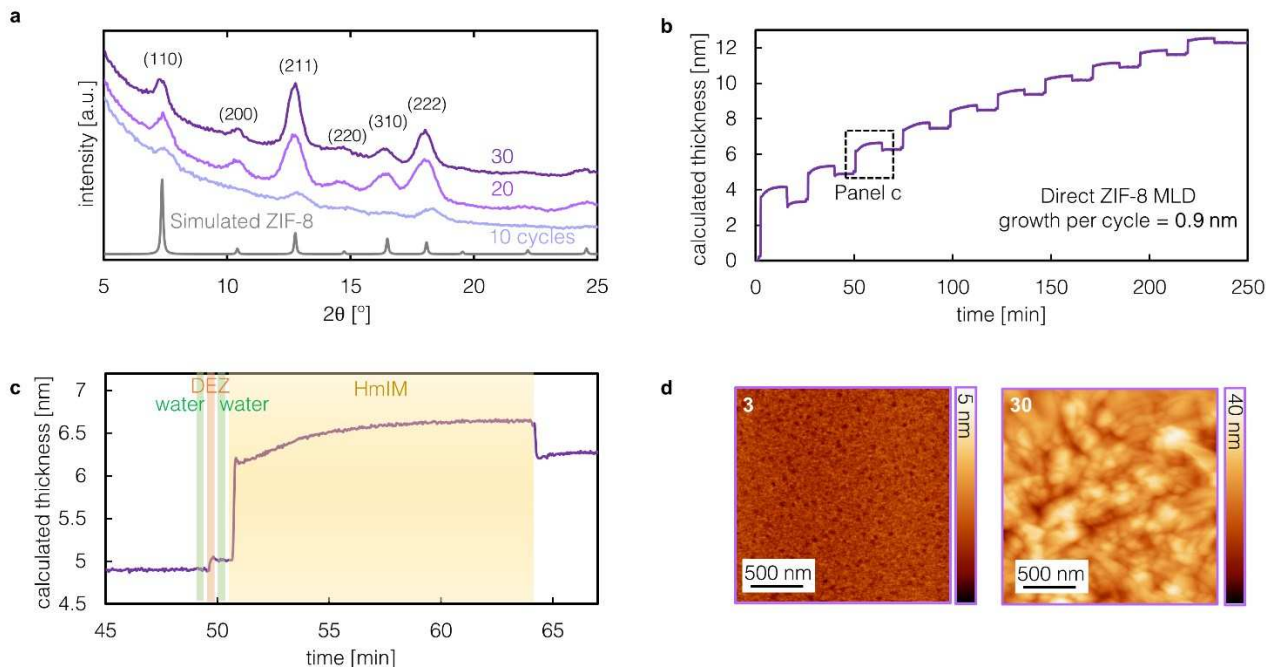 a
(110)
(200)
(211)
(220)
(310)
(222)
30
20
10 cycles
Simulated ZIF-8
intensity [a.u.]
5 10 15 20 25
2θ [°]
b
12
10
8
6
4
2
0
calculated thickness [nm]
Panel c
Direct ZIF-8 MLD
growth per cycle = 0.9 nm
0 50 100 150 200 250
time [min]
c
7
6.5
6
5.5
5
4.5
calculated thickness [nm]
DEZ
water water
HmIM
45 50 55 60 65
time [min]
d
3
500 nm
5 nm
30
500 nm
40 nm